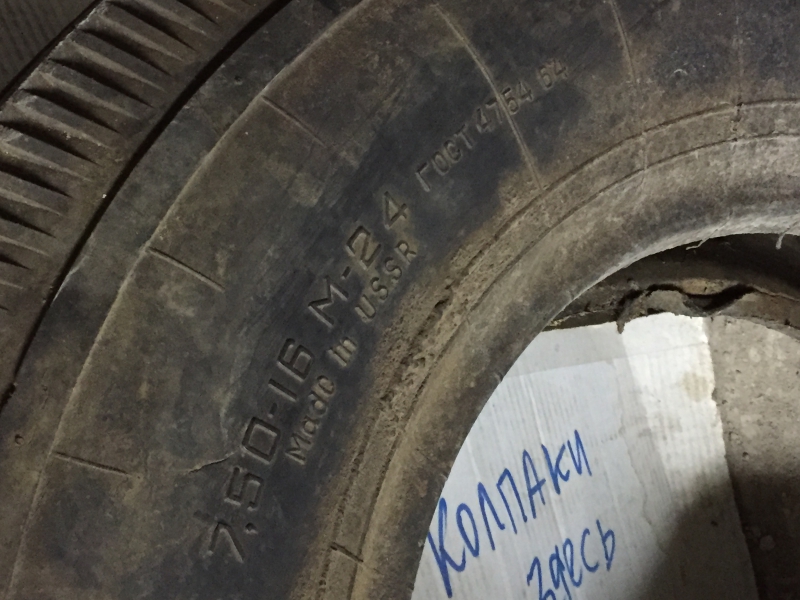 7.50-16 M-24 ГОСТ 4754 64
Made in USSR
КОЛПАКИ
здесь